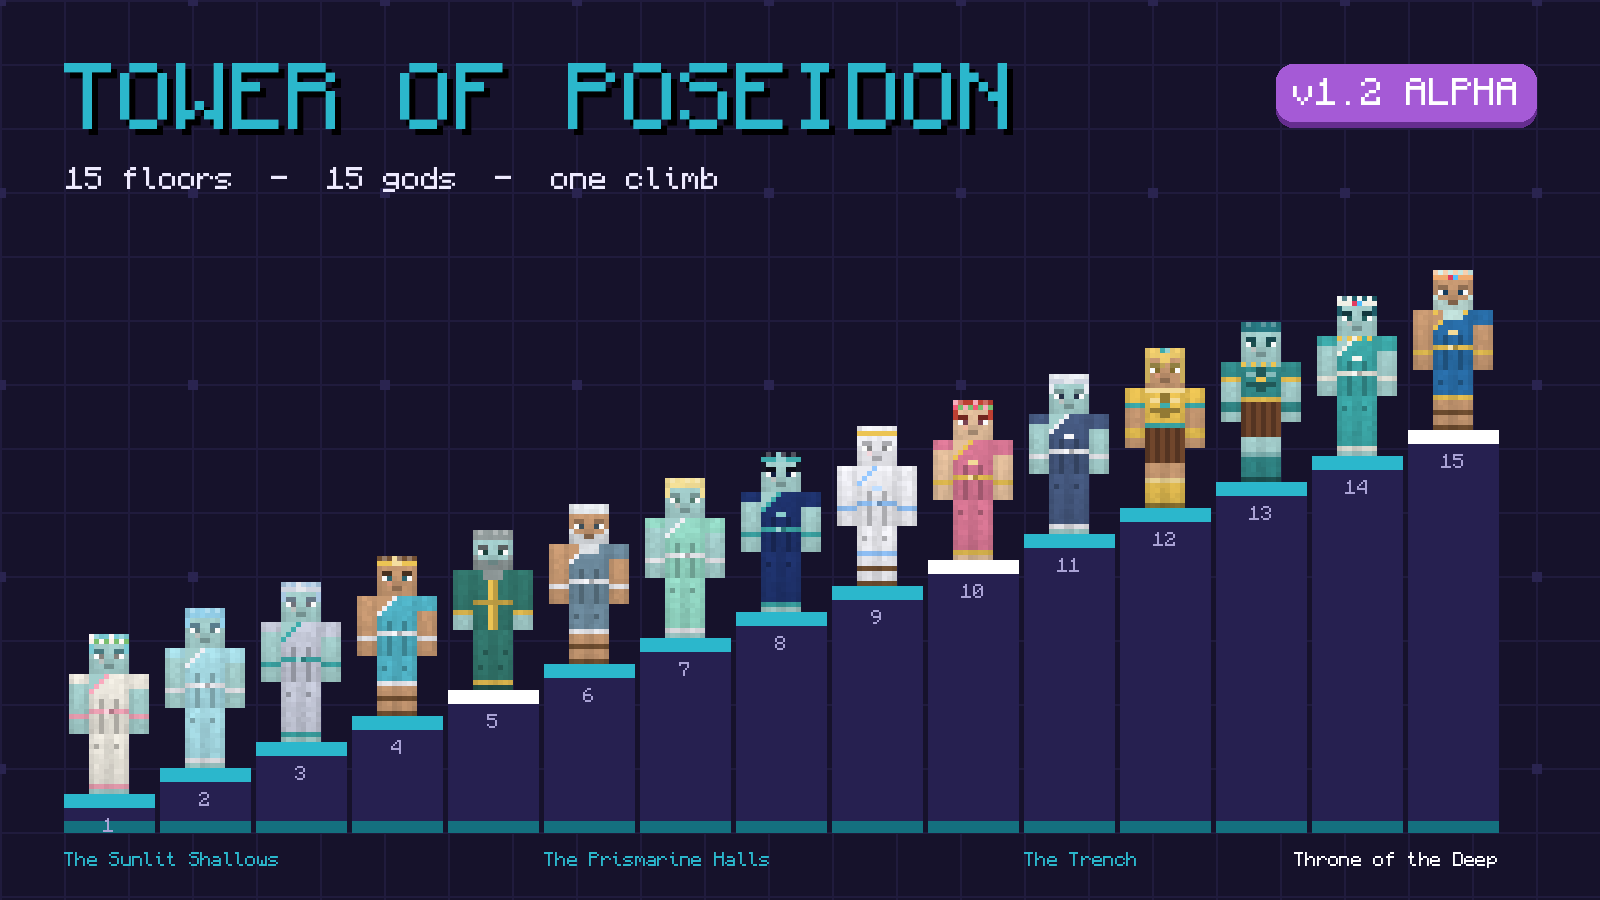 TOWER OF POSEIDON
v1.2 ALPHA
15 floors - 15 gods - one climb
1
2
3
4
5
6
7
8
9
10
11
12
13
14
15
The Sunlit Shallows
The Prismarine Halls
The Trench
Throne of the Deep